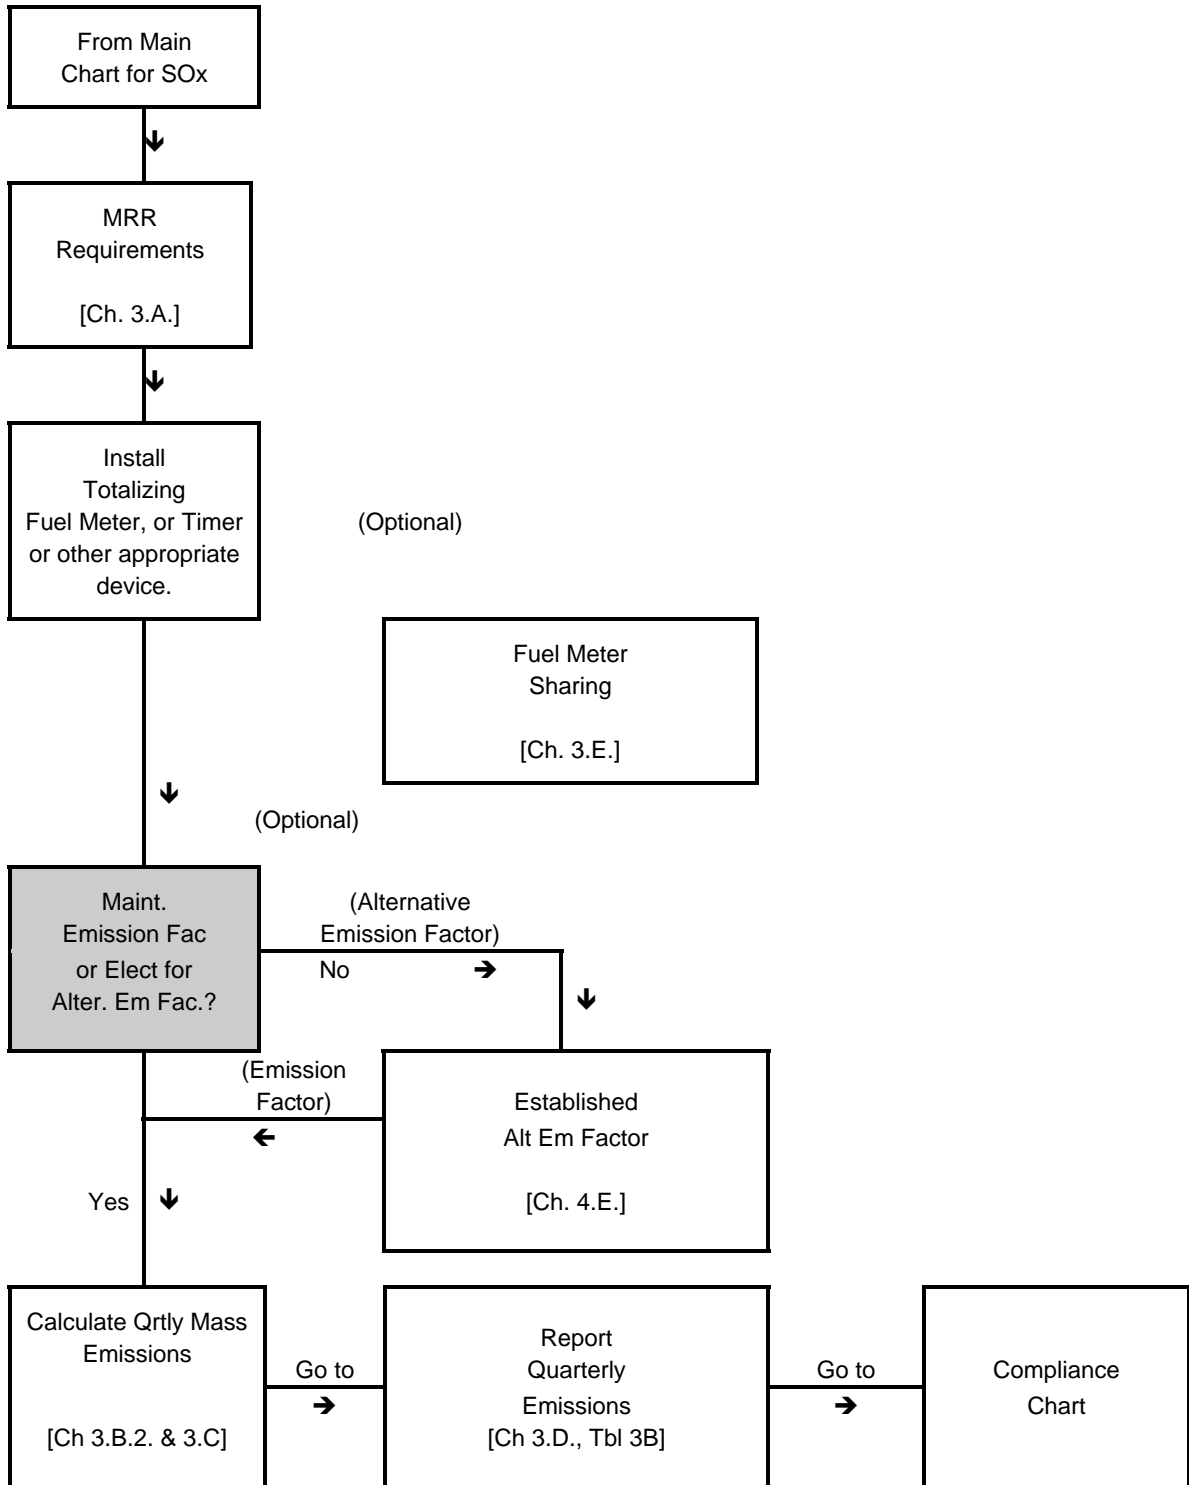 From Main
Chart for SOx
MRR
Requirements
[Ch. 3.A.]
Install
Totalizing
Fuel Meter, or Timer
or other appropriate
device.
(Optional)
Fuel Meter
Sharing
[Ch. 3.E.]
(Optional)
Maint.
Emission Fac
or Elect for
Alter. Em Fac.?
(Alternative
Emission Factor)
No
(Emission
Factor)
Established
Alt Em Factor
[Ch. 4.E.]
Yes
Calculate Qrtly Mass
Emissions
[Ch 3.B.2. & 3.C]
Go to
Report
Quarterly
Emissions
[Ch 3.D., Tbl 3B]
Go to
Compliance
Chart